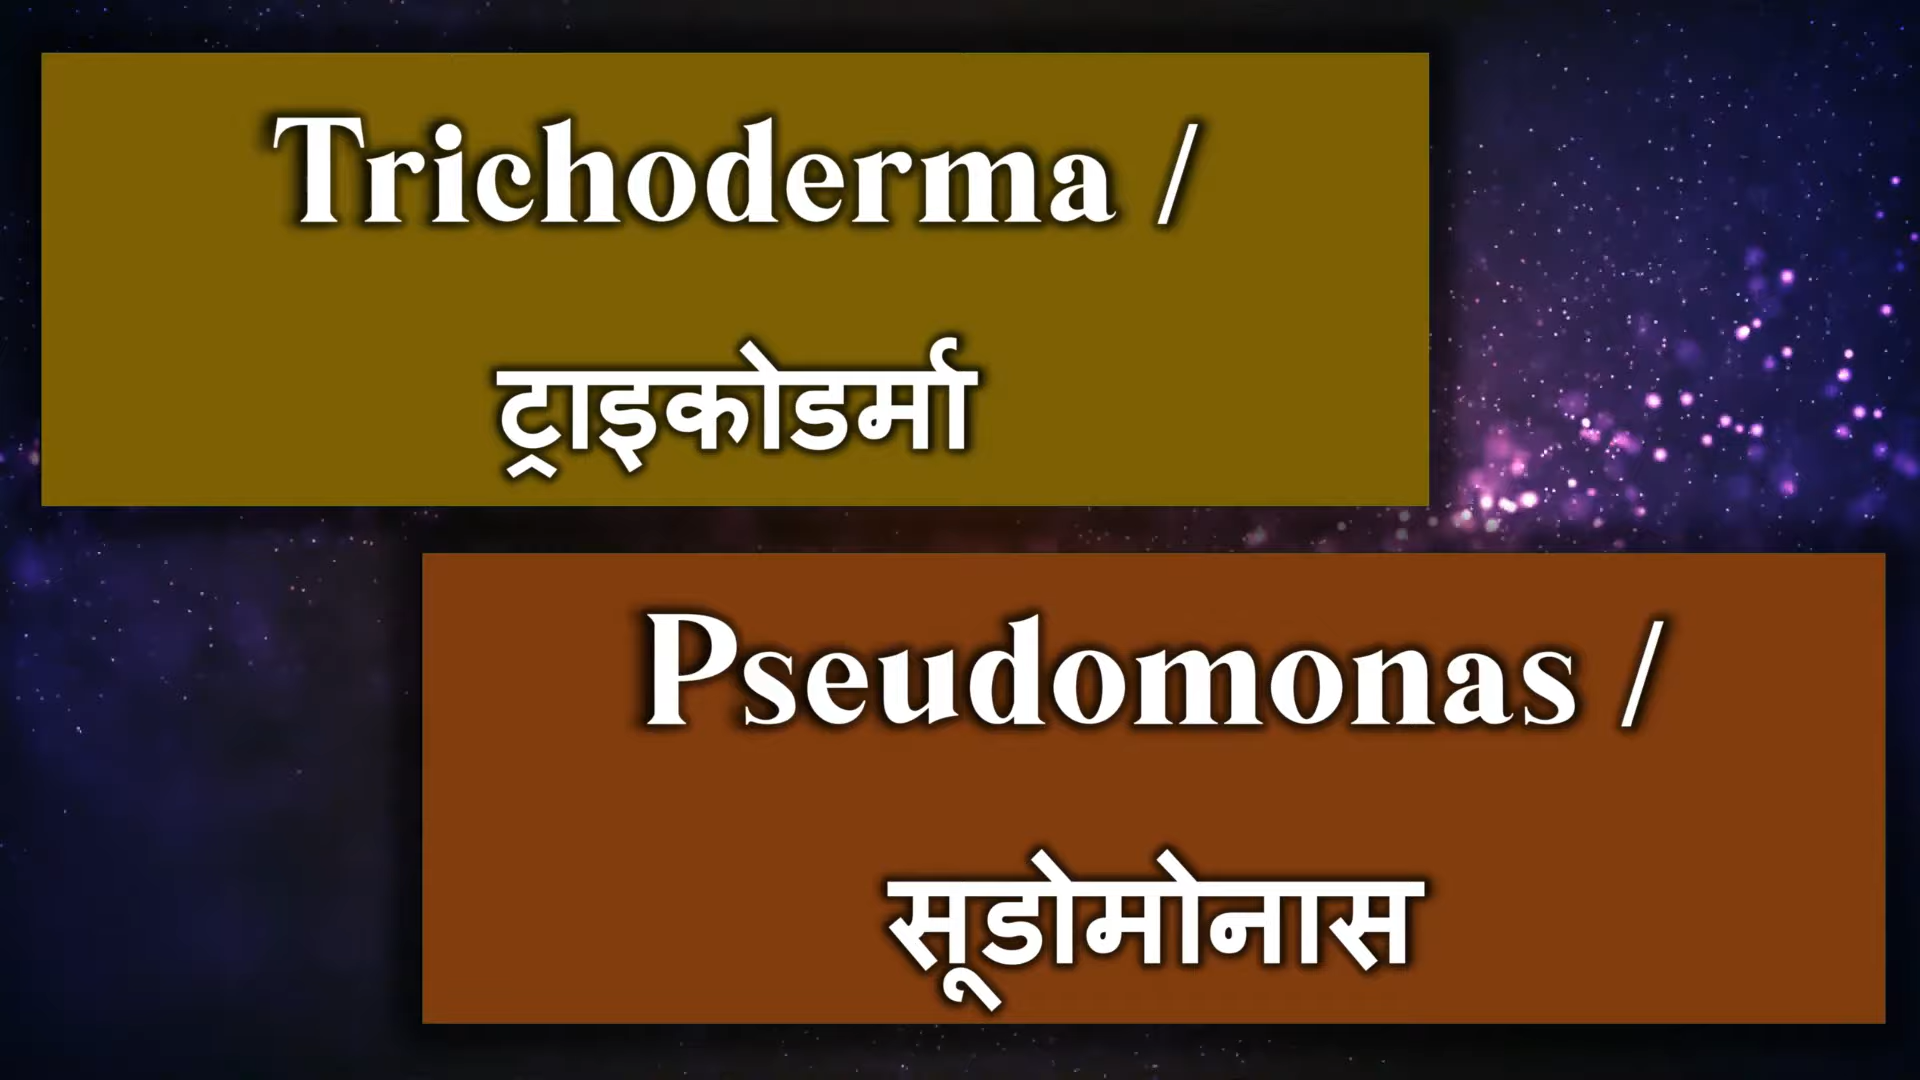 Trichoderma /
ट्राइकोडर्मा
Pseudomonas /
सूडोमोनास